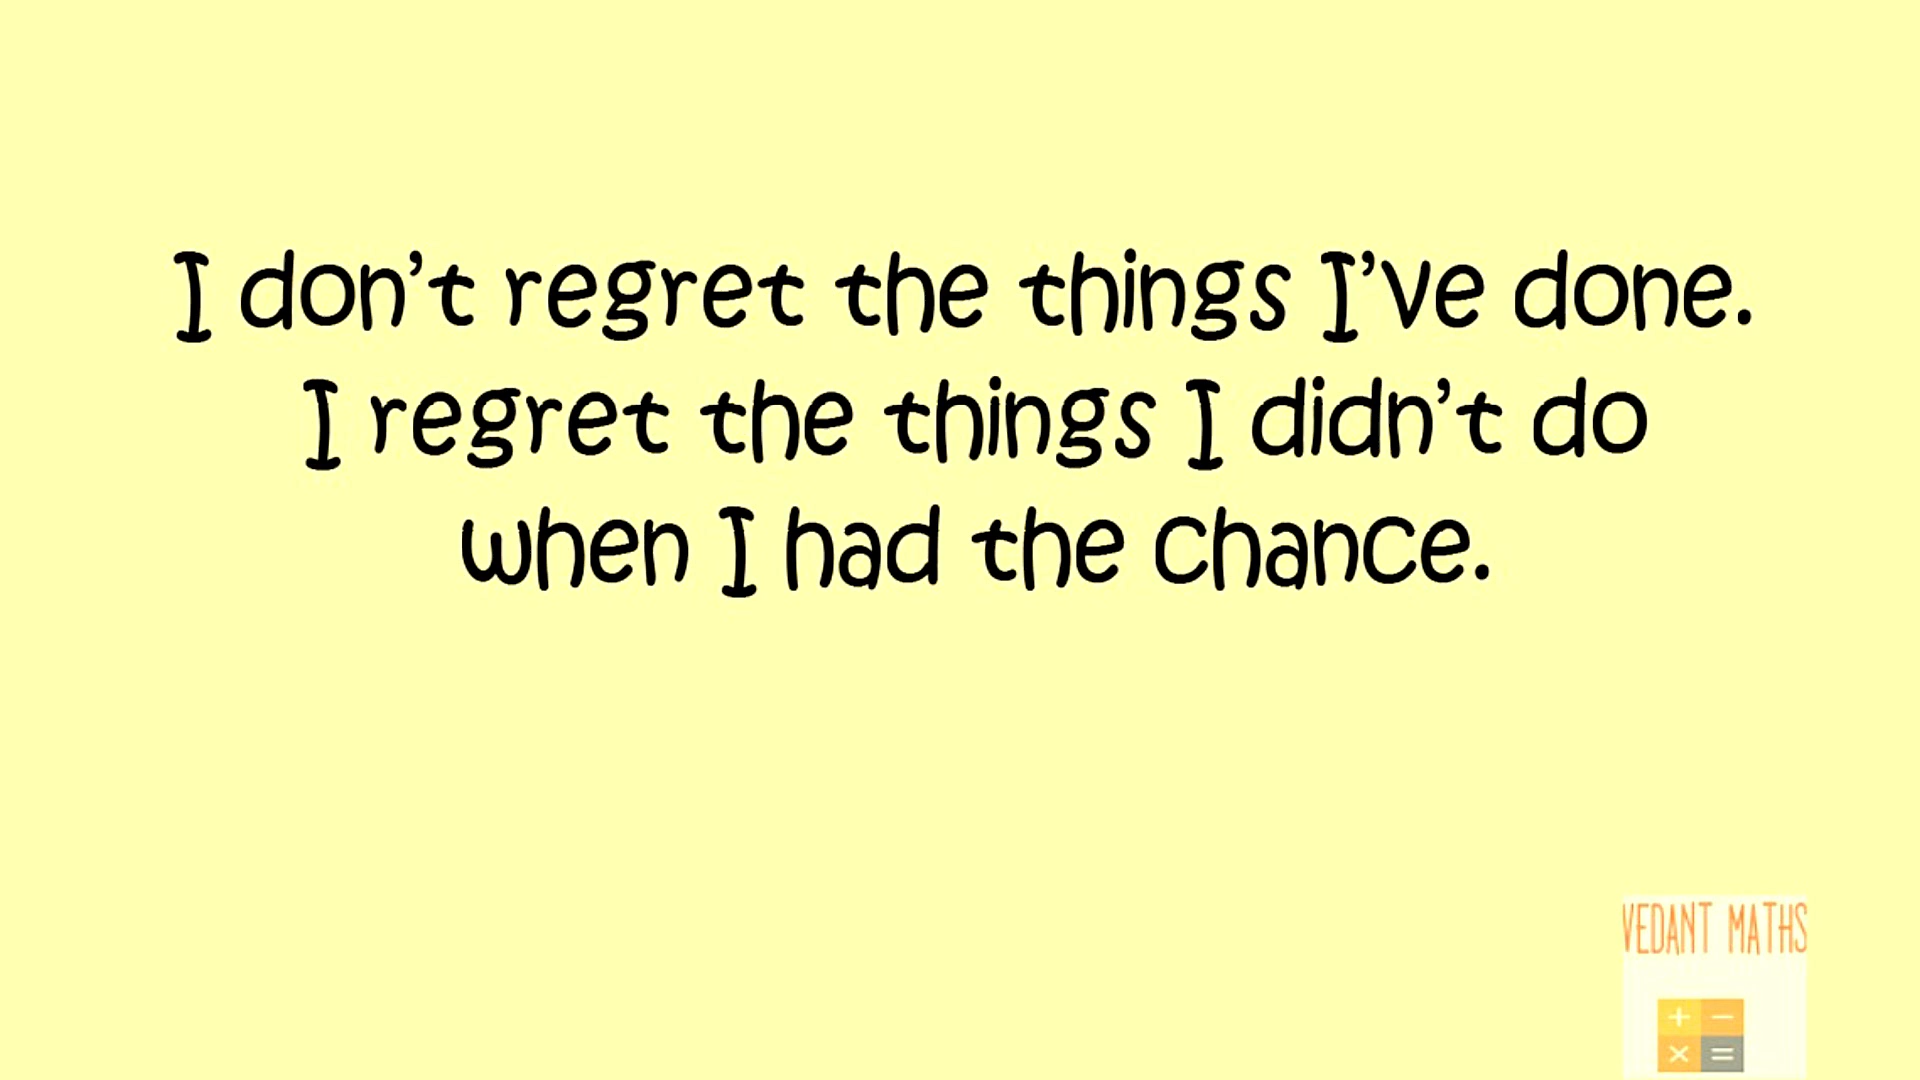 I don’t regret the things I’ve done.
I regret the things I didn’t do
when I had the chance.
VEDANT MATHS
+ −
× =